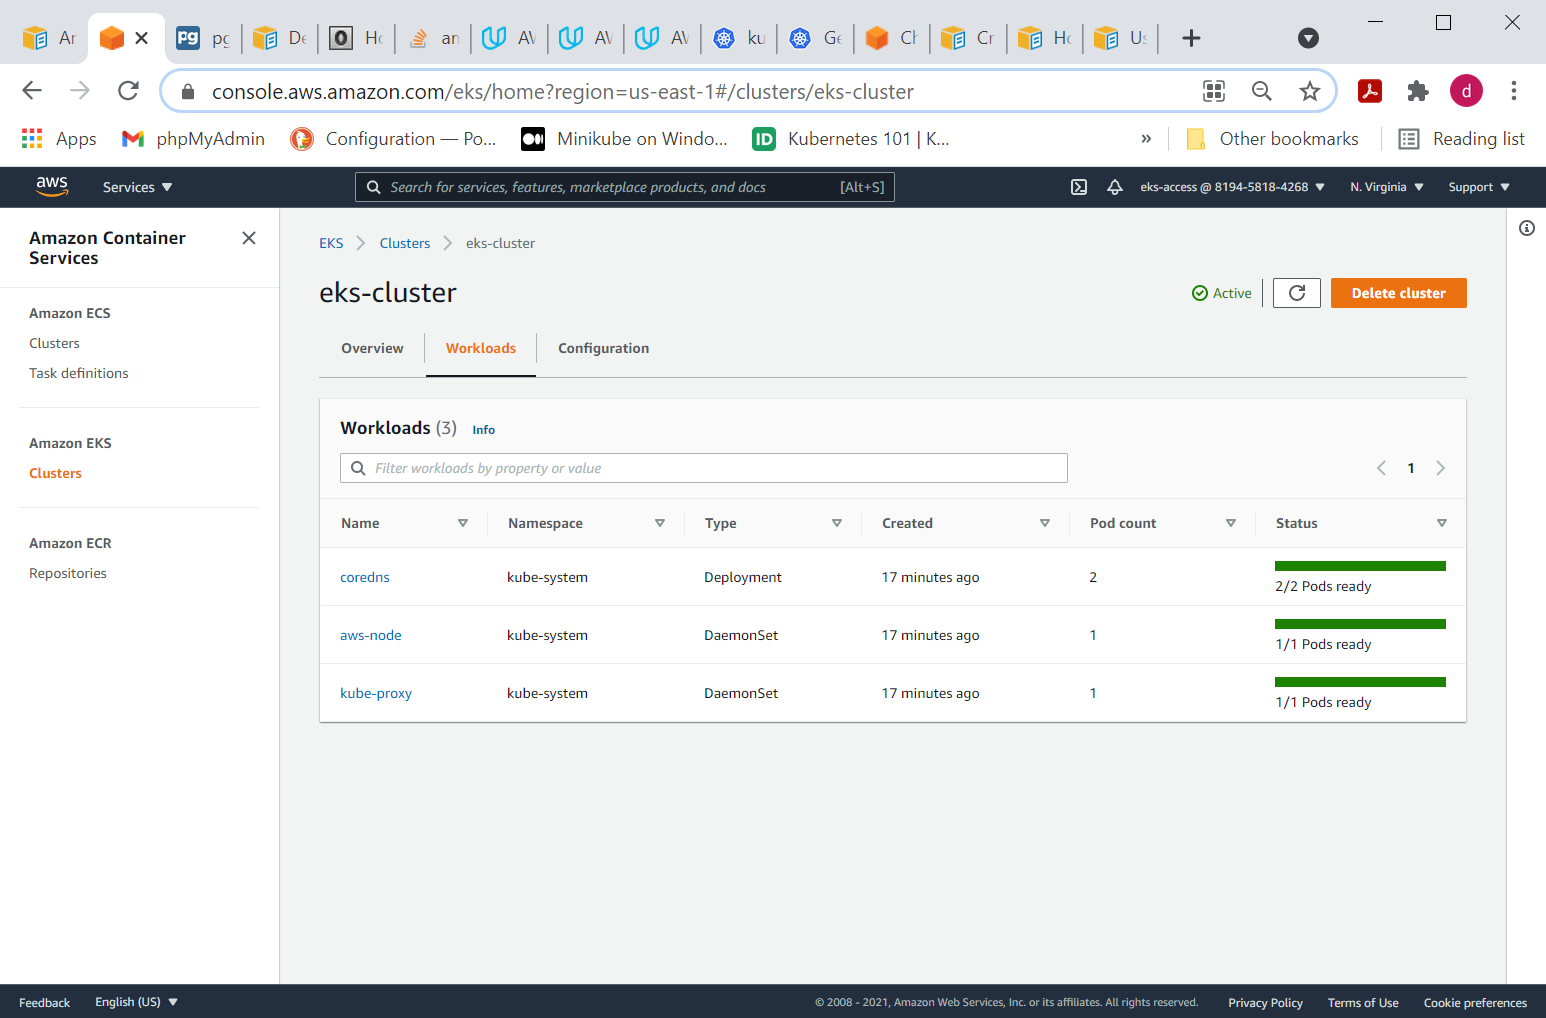 Ar
pg
De
Ho
an
AV
AV
AV
ku
Ge
Ch
Cr
Ho
Us
console.aws.amazon.com/eks/home?region=us-east-1#/clusters/eks-cluster
d
Apps
phpMyAdmin
Configuration — Po...
Minikube on Windo...
ID
Kubernetes 101 | K...
»
Other bookmarks
Reading list
aws
Services
Search for services, features, marketplace products, and docs
[Alt+S]
eks-access @ 8194-5818-4268
N. Virginia
Support
Amazon Container
Services
Amazon ECS
Clusters
Task definitions
Amazon EKS
Clusters
Amazon ECR
Repositories
EKS
Clusters
eks-cluster
eks-cluster
Active
Delete cluster
Overview
Workloads
Configuration
Workloads (3) Info
Filter workloads by property or value
1
Name Namespace Type Created Pod count Status
coredns kube-system Deployment 17 minutes ago 2 2/2 Pods ready
aws-node kube-system DaemonSet 17 minutes ago 1 1/1 Pods ready
kube-proxy kube-system DaemonSet 17 minutes ago 1 1/1 Pods ready
Feedback
English (US)
© 2008 - 2021, Amazon Web Services, Inc. or its affiliates. All rights reserved.
Privacy Policy
Terms of Use
Cookie preferences